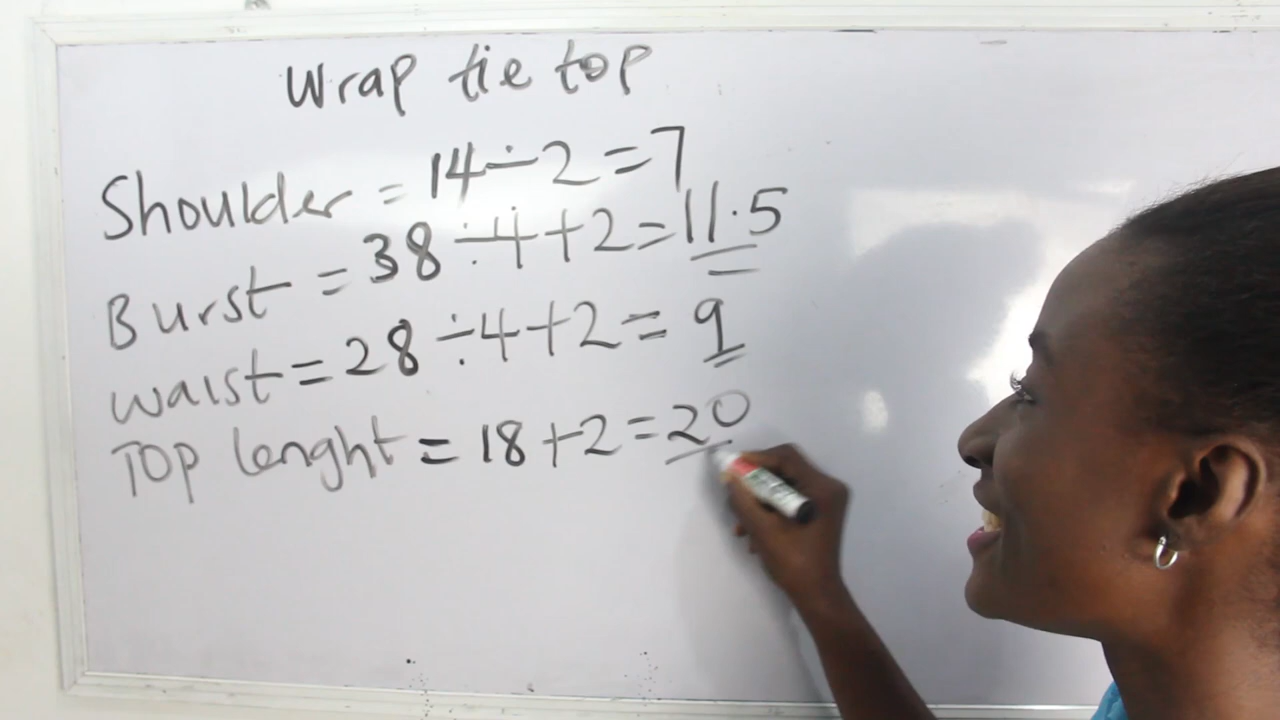 Wrap tie top
Shoulder = 14÷2=7
Burst = 38÷4+2=11.5
waist=28÷4+2=9
Top lenght = 18+2=20